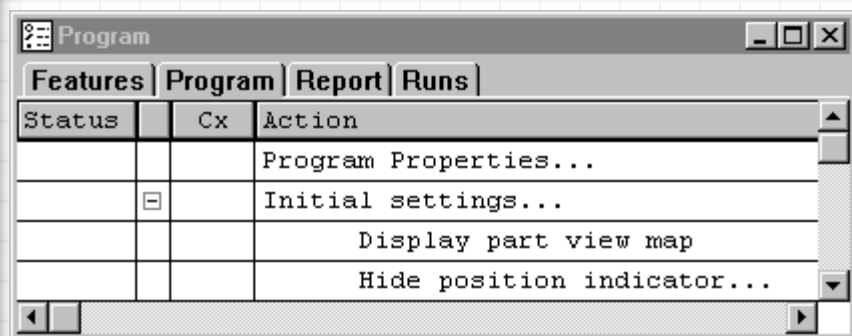 Program
Features Program Report Runs
Status Cx Action
Program Properties...
Initial settings...
Display part view map
Hide position indicator...